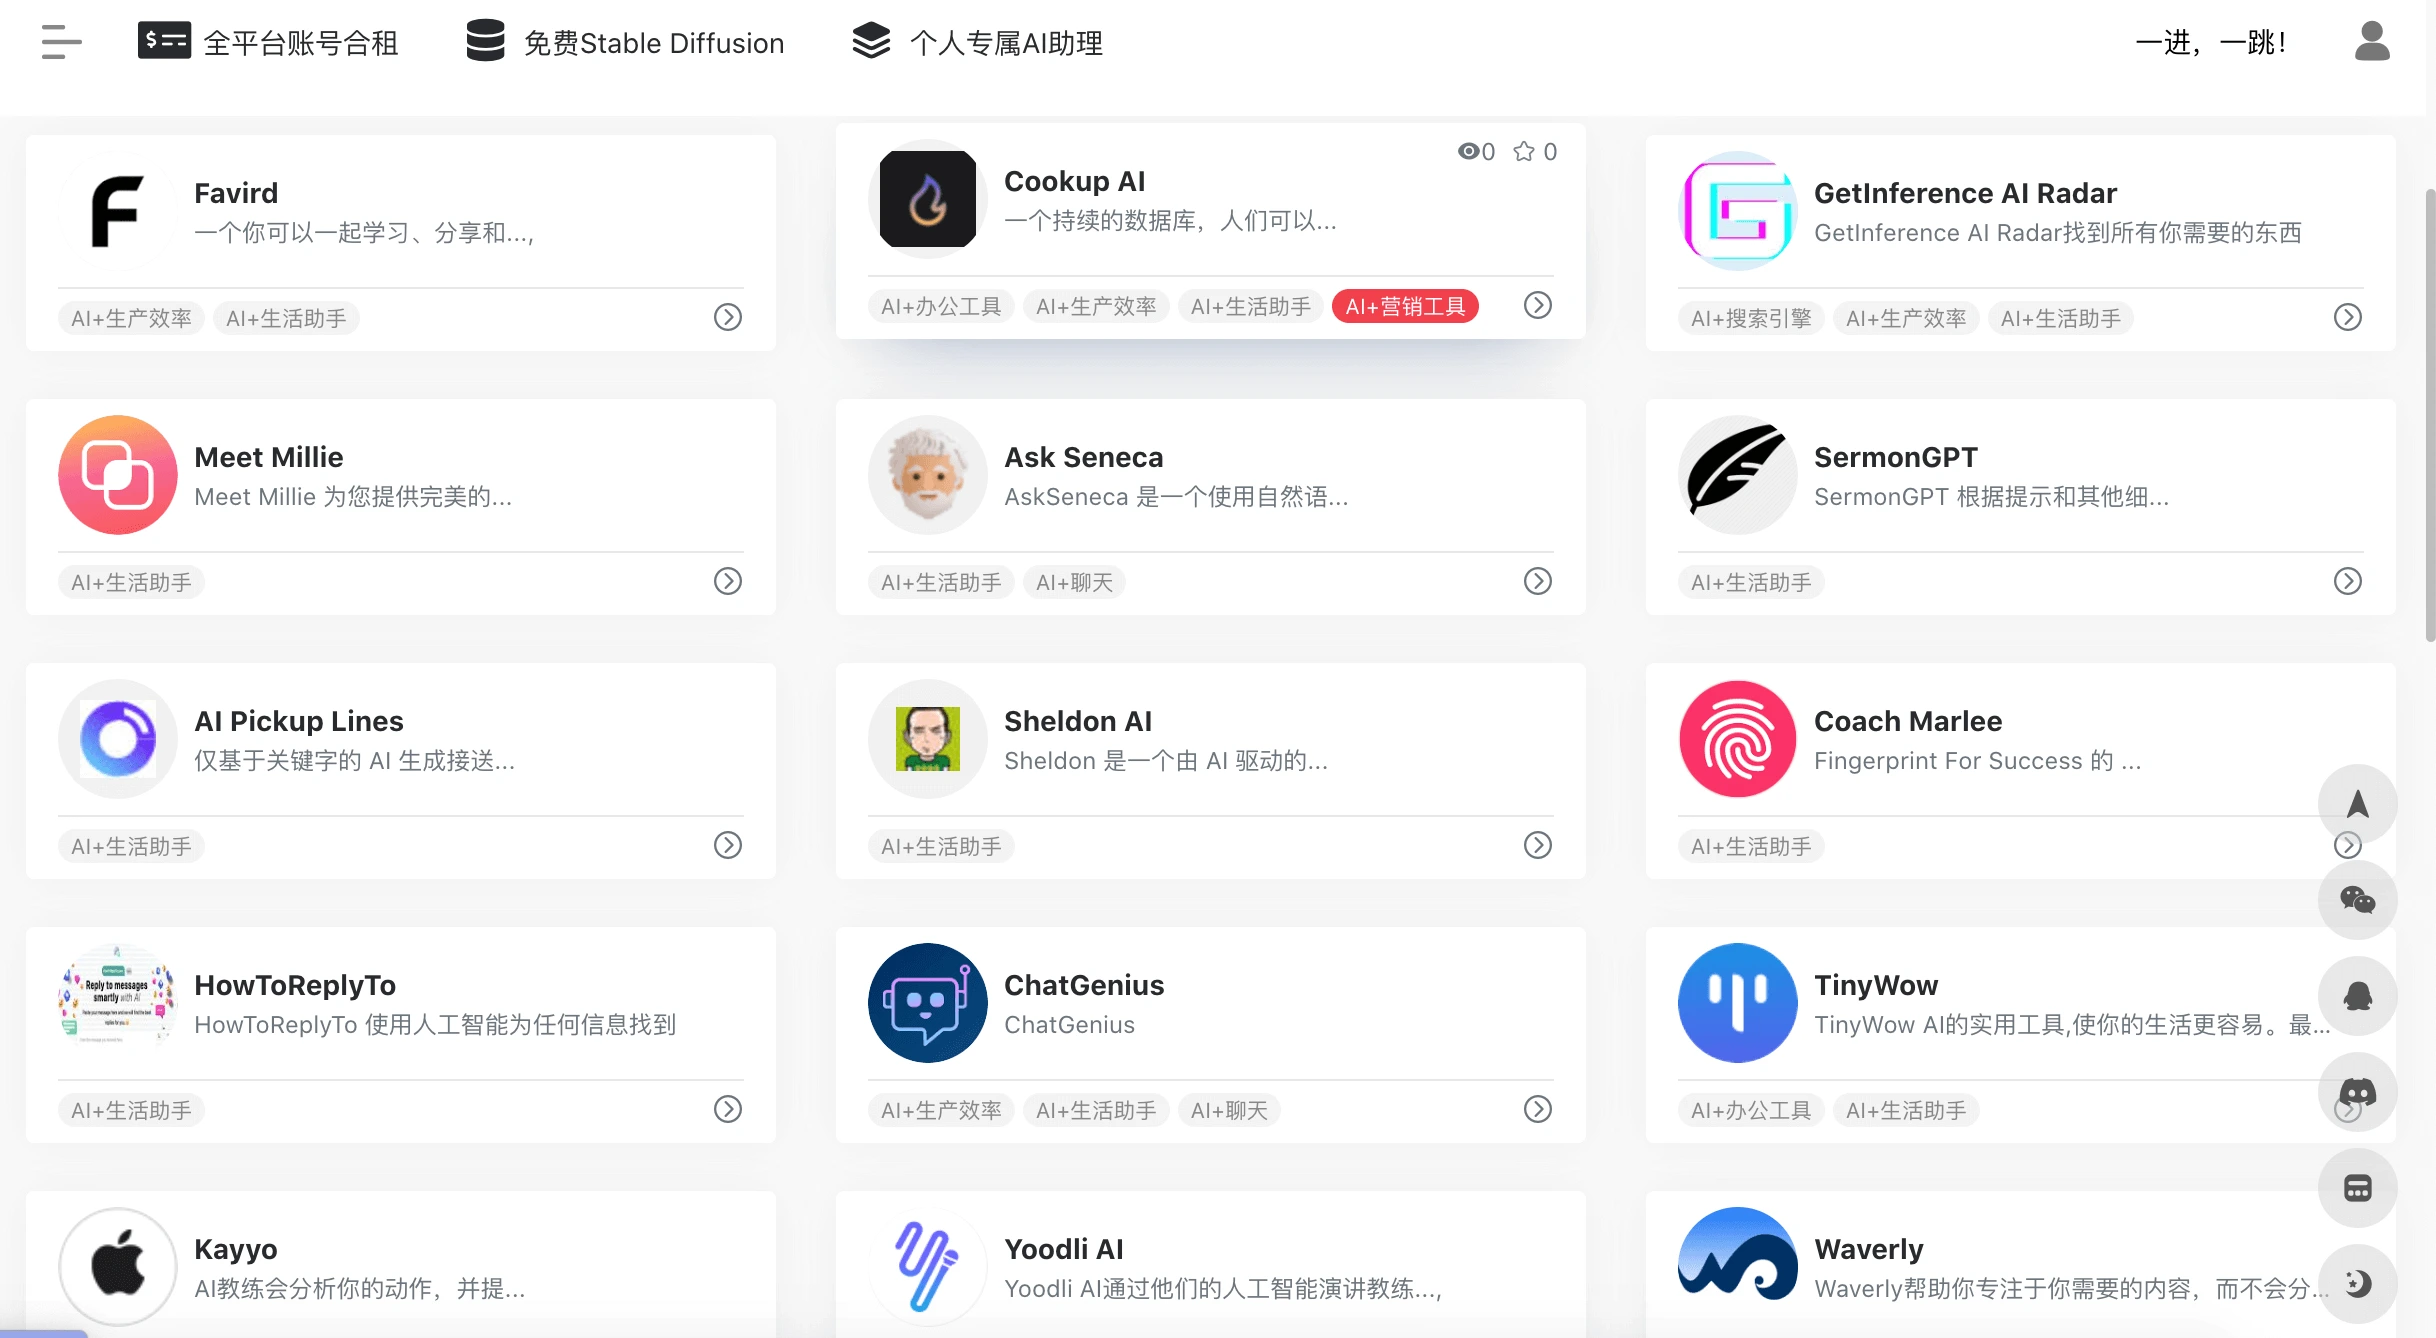 全平台账号合租
免费Stable Diffusion
个人专属AI助理
一进，一跳！
Favird
一个你可以一起学习、分享和...,
AI+生产效率 AI+生活助手
0 0
Cookup AI
一个持续的数据库，人们可以...
AI+办公工具 AI+生产效率 AI+生活助手 AI+营销工具
GetInference AI Radar
GetInference AI Radar找到所有你需要的东西
AI+搜索引擎 AI+生产效率 AI+生活助手
Meet Millie
Meet Millie 为您提供完美的...
AI+生活助手
Ask Seneca
AskSeneca 是一个使用自然语...
AI+生活助手 AI+聊天
SermonGPT
SermonGPT 根据提示和其他细...
AI+生活助手
AI Pickup Lines
仅基于关键字的 AI 生成接送...
AI+生活助手
Sheldon AI
Sheldon 是一个由 AI 驱动的...
AI+生活助手
Coach Marlee
Fingerprint For Success 的 ...
AI+生活助手
Reply to messages
smartly with AI
HowToReplyTo
HowToReplyTo 使用人工智能为任何信息找到
AI+生活助手
ChatGenius
ChatGenius
AI+生产效率 AI+生活助手 AI+聊天
TinyWow
TinyWow AI的实用工具,使你的生活更容易。最...
AI+办公工具 AI+生活助手
Kayyo
AI教练会分析你的动作，并提...
Yoodli AI
Yoodli AI通过他们的人工智能演讲教练...,
Waverly
Waverly帮助你专注于你需要的内容，而不会分...